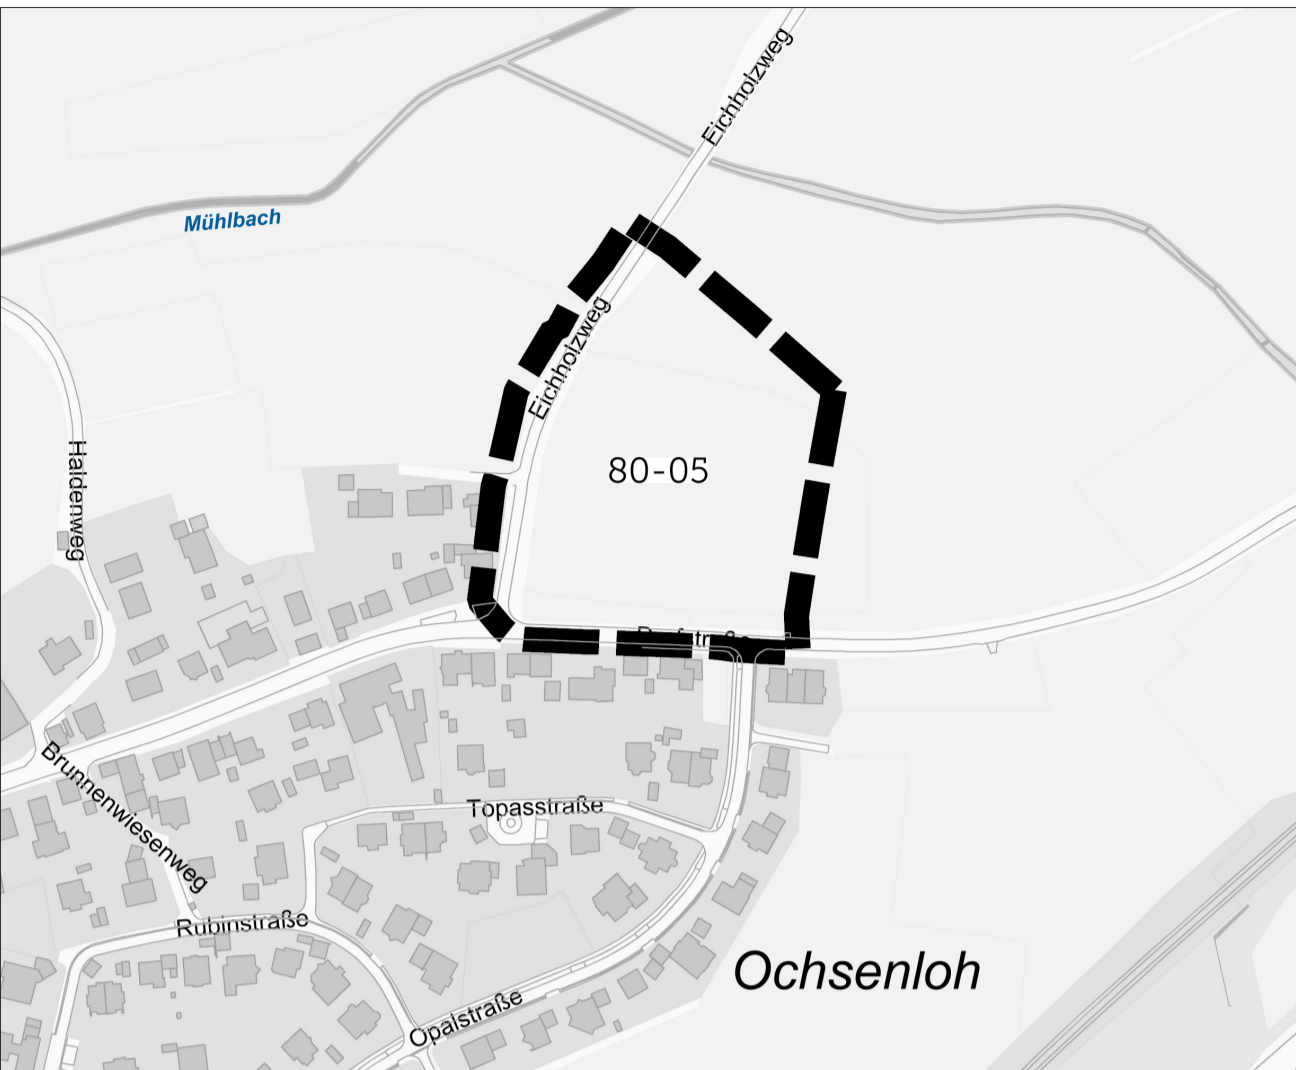 Eichholzweg
Mühlbach
Eichholzweg
Haldenweg
80-05
Brunnenwiesenweg
Topasstraße
Rubinstraße
Ochsenloh
Opalstraße